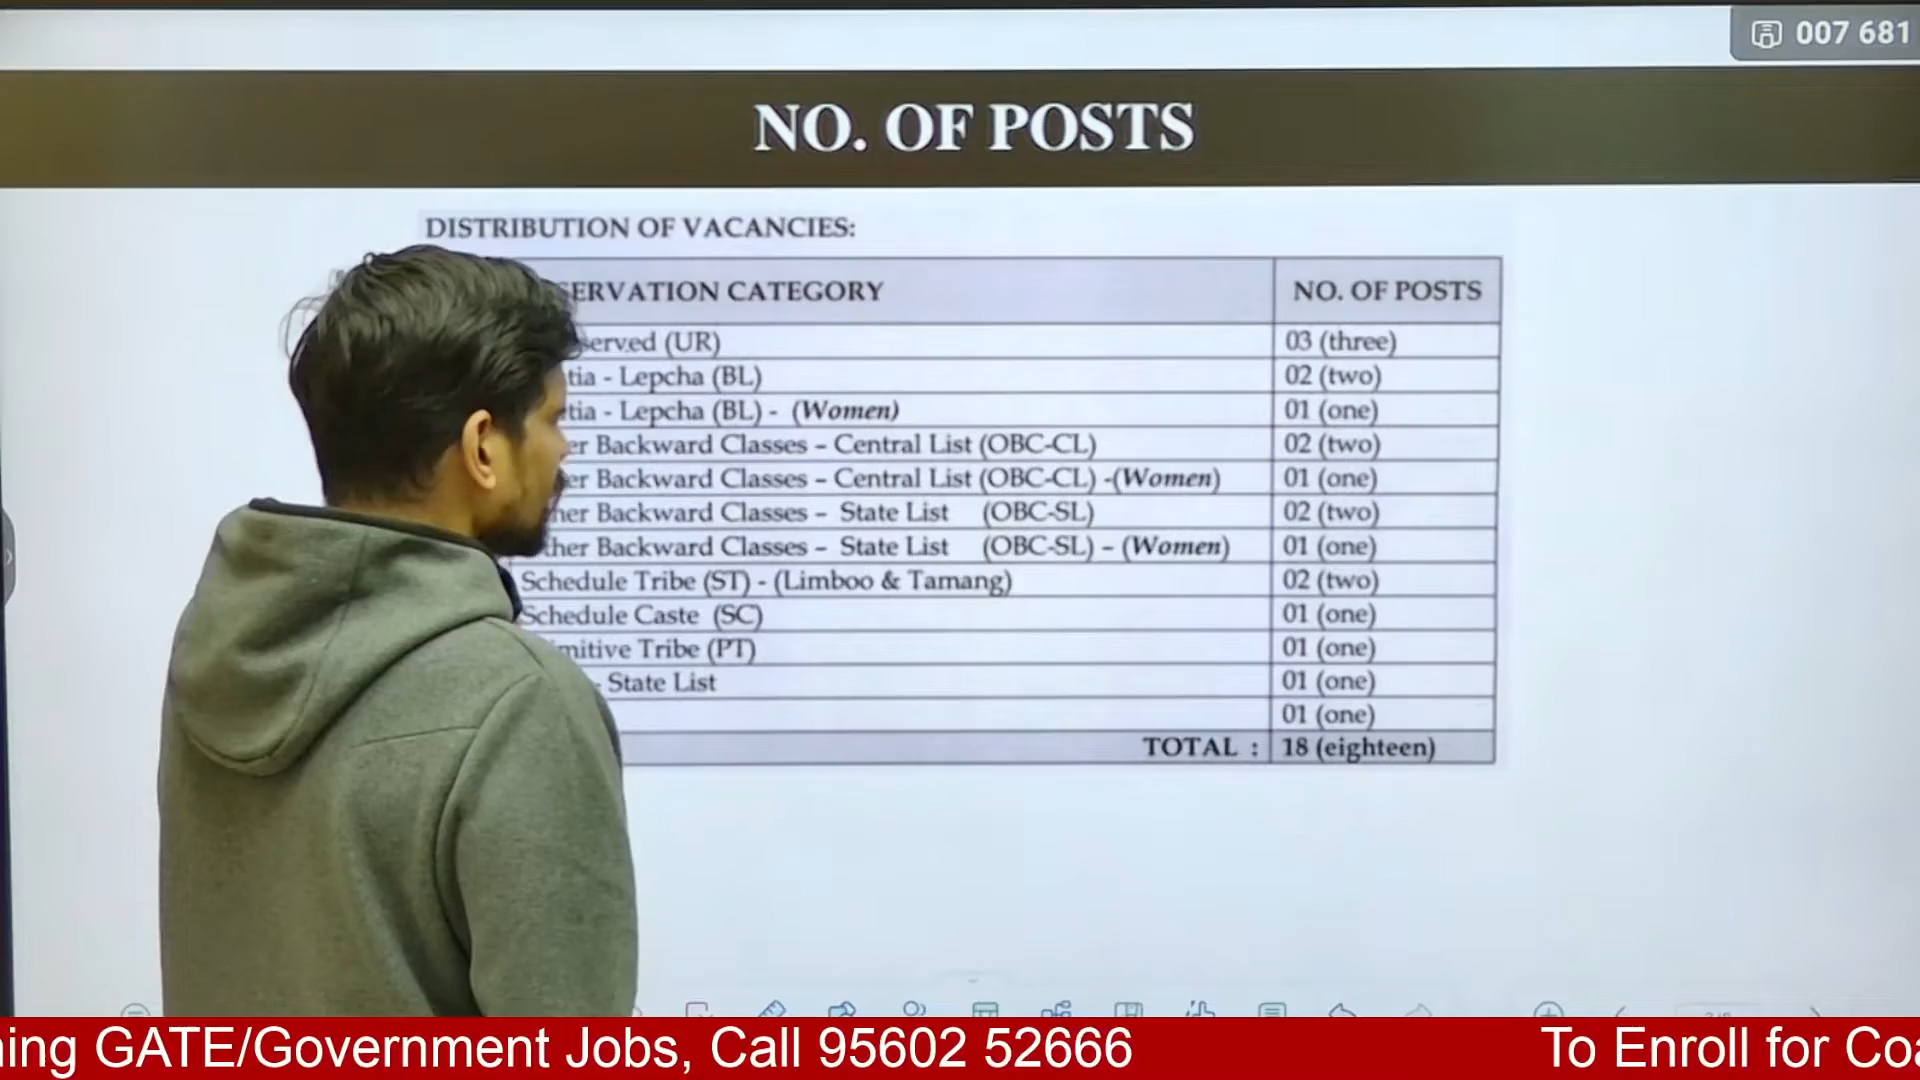 007 681
NO. OF POSTS
DISTRIBUTION OF VACANCIES:
ERVATION CATEGORY NO. OF POSTS
served (UR) 03 (three)
tia - Lepcha (BL) 02 (two)
tia - Lepcha (BL) - (Women) 01 (one)
er Backward Classes – Central List (OBC-CL) 02 (two)
er Backward Classes – Central List (OBC-CL) -(Women) 01 (one)
her Backward Classes – State List (OBC-SL) 02 (two)
ther Backward Classes – State List (OBC-SL) – (Women) 01 (one)
Schedule Tribe (ST) - (Limboo & Tamang) 02 (two)
Schedule Caste (SC) 01 (one)
mitive Tribe (PT) 01 (one)
- State List 01 (one)
01 (one)
TOTAL : 18 (eighteen)
ning GATE/Government Jobs, Call 95602 52666 To Enroll for Coa